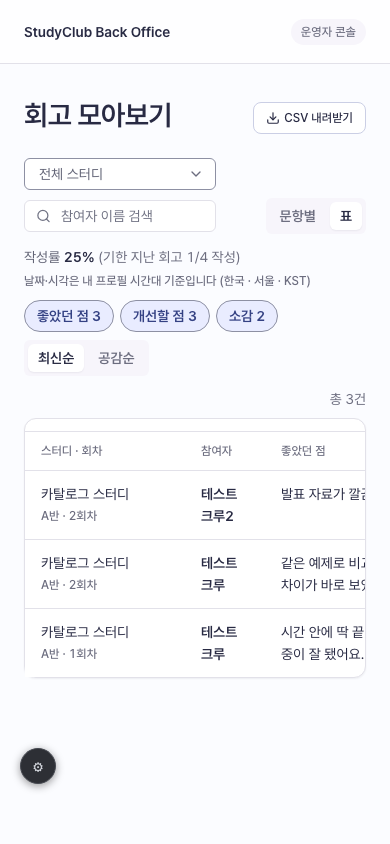 StudyClub Back Office
운영자 콘솔
회고 모아보기
CSV 내려받기
전체 스터디
참여자 이름 검색
문항별
표
작성률 25% (기한 지난 회고 1/4 작성)
날짜·시각은 내 프로필 시간대 기준입니다 (한국 · 서울 · KST)
좋았던 점 3
개선할 점 3
소감 2
최신순
공감순
총 3건
스터디 · 회차
참여자
좋았던 점
카탈로그 스터디
A반 · 2회차
테스트
크루2
발표 자료가
카탈로그 스터디
A반 · 2회차
테스트
크루
같은 예제로
차이가 바로
카탈로그 스터디
A반 · 1회차
테스트
크루
시간 안에 딱 끝
중이 잘 됐어요.